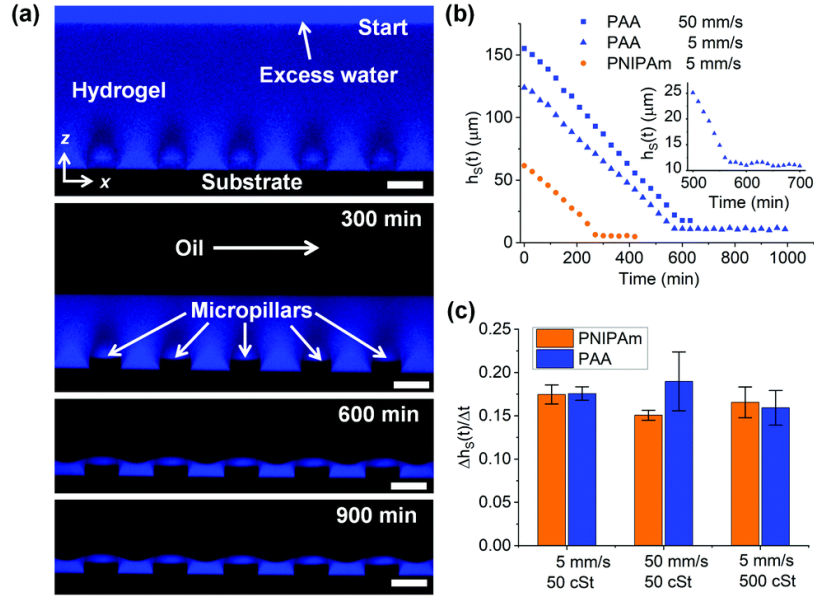 (a)
Start
Excess water
Hydrogel
z
x
Substrate
300 min
Oil
Micropillars
600 min
900 min
(b)
PAA 50 mm/s
PAA 5 mm/s
PNIPAm 5 mm/s
150
100
50
0
hS(t) (μm)
0 200 400 600 800 1000
Time (min)
25
20
15
10
hS(t) (μm)
500 600 700
Time (min)
(c)
PNIPAm
PAA
0.25
0.20
0.15
0.10
0.05
0.00
ΔhS(t)/Δt
5 mm/s 50 mm/s 5 mm/s
50 cSt 50 cSt 500 cSt